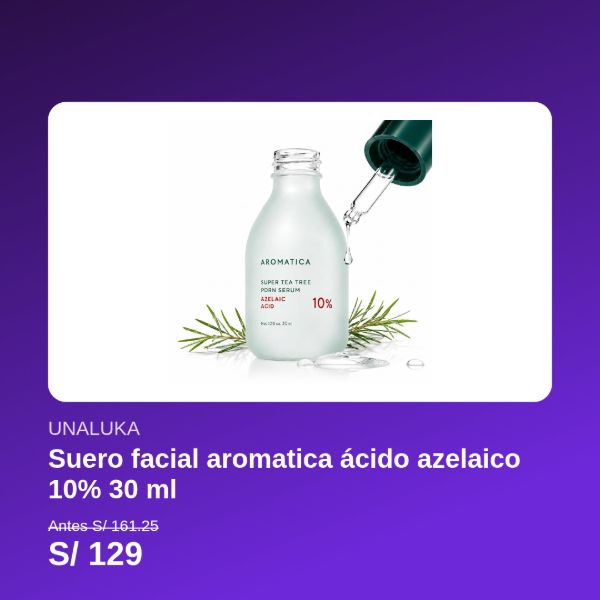 AROMATICA
SUPER TEA TREE
PDRN SERUM
AZELAIC
ACID
10%
UNALUKA
Suero facial aromatica ácido azelaico
10% 30 ml
Antes S/ 161.25
S/ 129